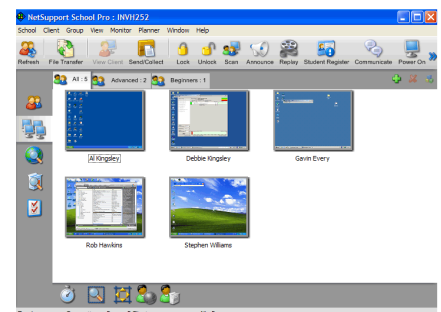 NetSupport School Pro : INVH252
School Client Group View Monitor Planner Window Help
Refresh File Transfer View Client Send/Collect Lock Unlock Scan Announce Replay Student Register Communicate Power On
All : 5 Advanced : 2 Beginners : 1
Al Kingsley Debbie Kingsley Gavin Every
Rob Hawkins Stephen Williams